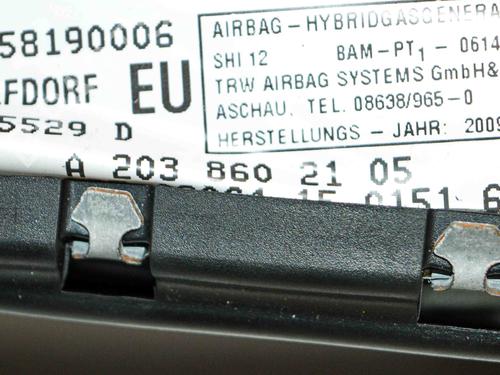 58190006
FDORF EU
5529 D
AIRBAG - HYBRIDGASGENERA
SHI 12 BAM-PT1 - 0614
TRW AIRBAG SYSTEMS GmbH&
ASCHAU. TEL. 08638/965-0
HERSTELLUNGS - JAHR: 2009
A 203 860 21 05